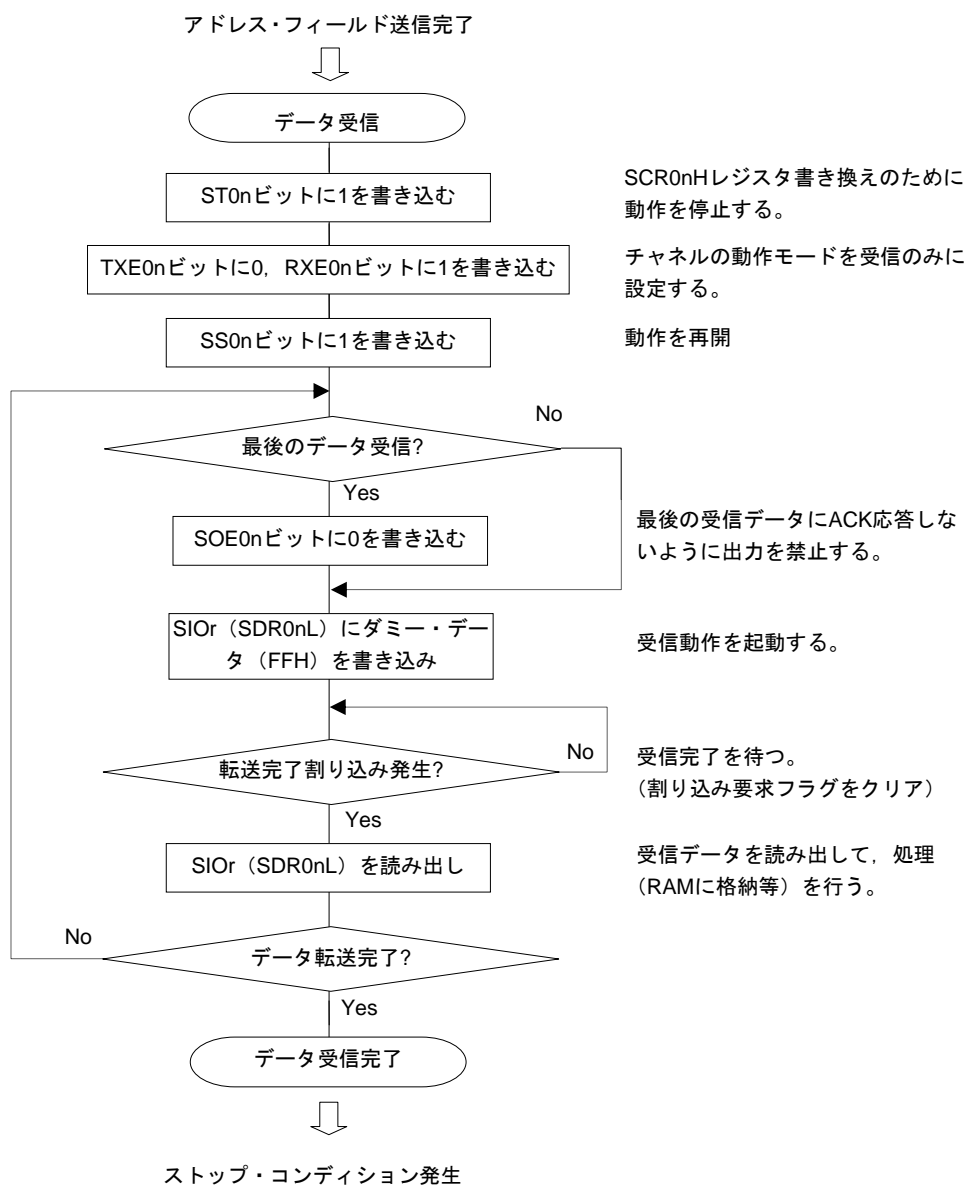 アドレス・フィールド送信完了
データ受信
ST0nビットに1を書き込む
SCR0nHレジスタ書き換えのために
動作を停止する。
TXE0nビットに0，RXE0nビットに1を書き込む
チャネルの動作モードを受信のみに
設定する。
SS0nビットに1を書き込む
動作を再開
No
最後のデータ受信?
Yes
SOE0nビットに0を書き込む
最後の受信データにACK応答しな
いように出力を禁止する。
SIOr（SDR0nL）にダミー・デー
タ（FFH）を書き込み
受信動作を起動する。
転送完了割り込み発生?
No
受信完了を待つ。
（割り込み要求フラグをクリア）
Yes
SIOr（SDR0nL）を読み出し
受信データを読み出して，処理
（RAMに格納等）を行う。
No
データ転送完了?
Yes
データ受信完了
ストップ・コンディション発生